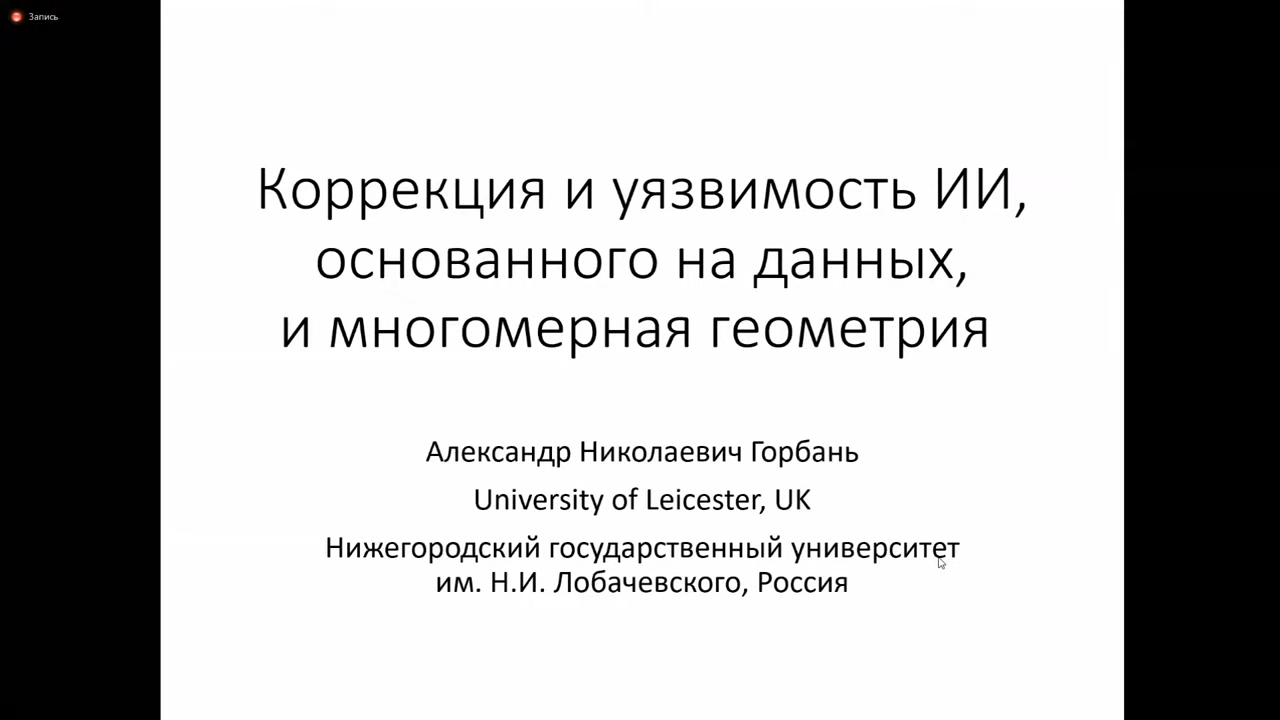 Запись
Коррекция и уязвимость ИИ,
основанного на данных,
и многомерная геометрия
Александр Николаевич Горбань
University of Leicester, UK
Нижегородский государственный университет
им. Н.И. Лобачевского, Россия